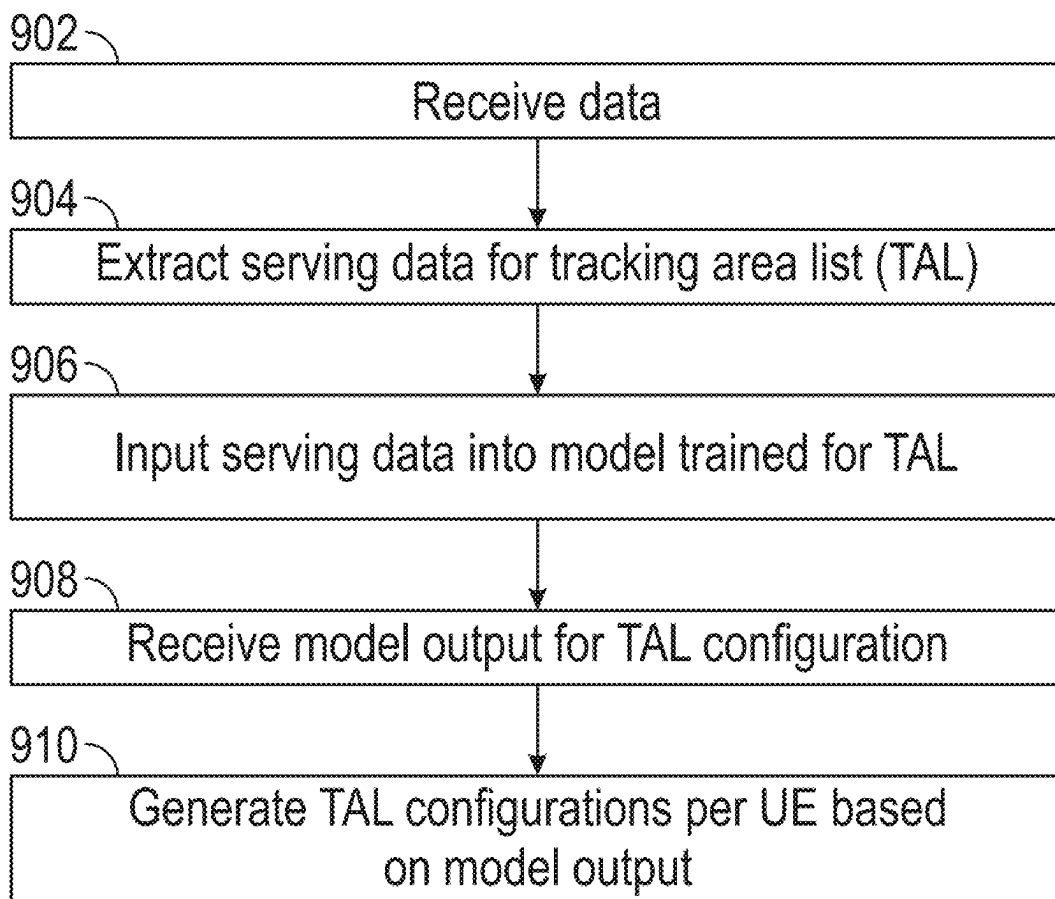 902
Receive data
904
Extract serving data for tracking area list (TAL)
906
Input serving data into model trained for TAL
908
Receive model output for TAL configuration
910
Generate TAL configurations per UE based
on model output